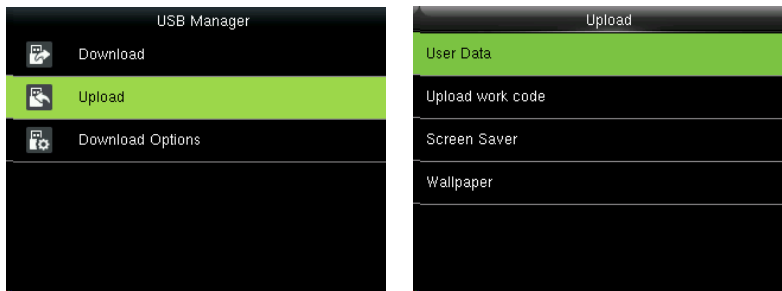 USB Manager
Download
Upload
Download Options
Upload
User Data
Upload work code
Screen Saver
Wallpaper